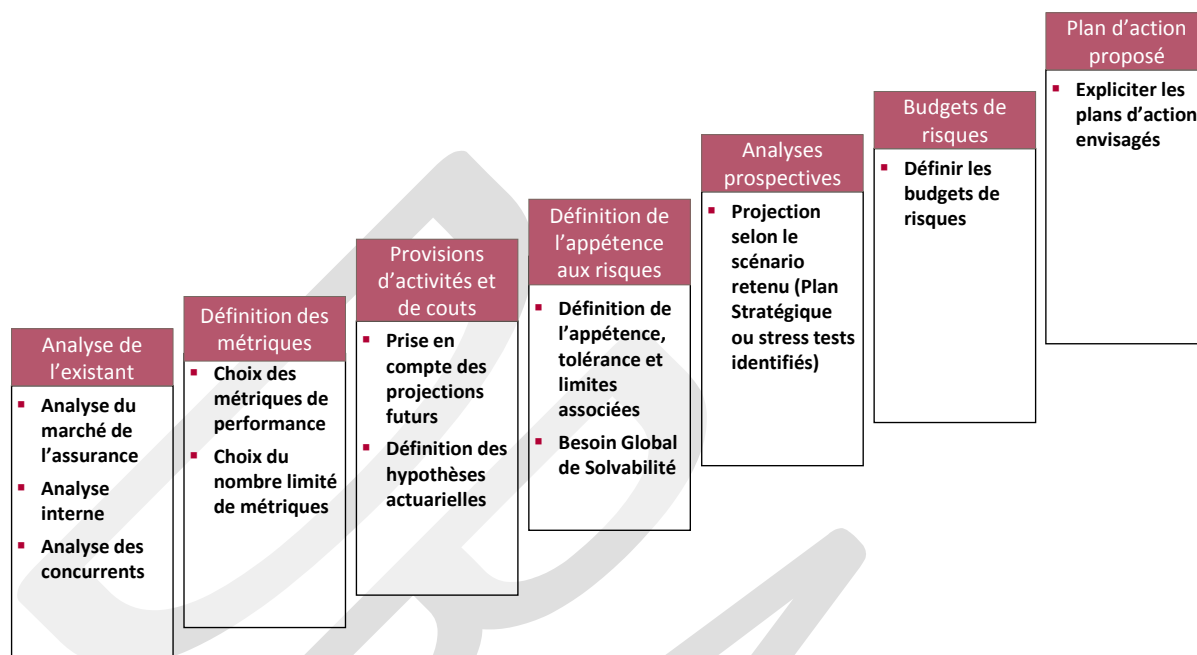 Analyse de
l'existant
▪ Analyse du
marché de
l'assurance
▪ Analyse
interne
▪ Analyse des
concurrents
Définition des
métriques
▪ Choix des
métriques de
performance
▪ Choix du
nombre limité
de métriques
Provisions
d'activités et
de couts
▪ Prise en
compte des
projections
futurs
▪ Définition des
hypothèses
actuarielles
Définition de
l'appétence
aux risques
▪ Définition de
l'appétence,
tolérance et
limites
associées
▪ Besoin Global
de Solvabilité
Analyses
prospectives
▪ Projection
selon le
scénario
retenu (Plan
Stratégique
ou stress tests
identifiés)
Budgets de
risques
▪ Définir les
budgets de
risques
Plan d'action
proposé
▪ Expliciter les
plans d'action
envisagés